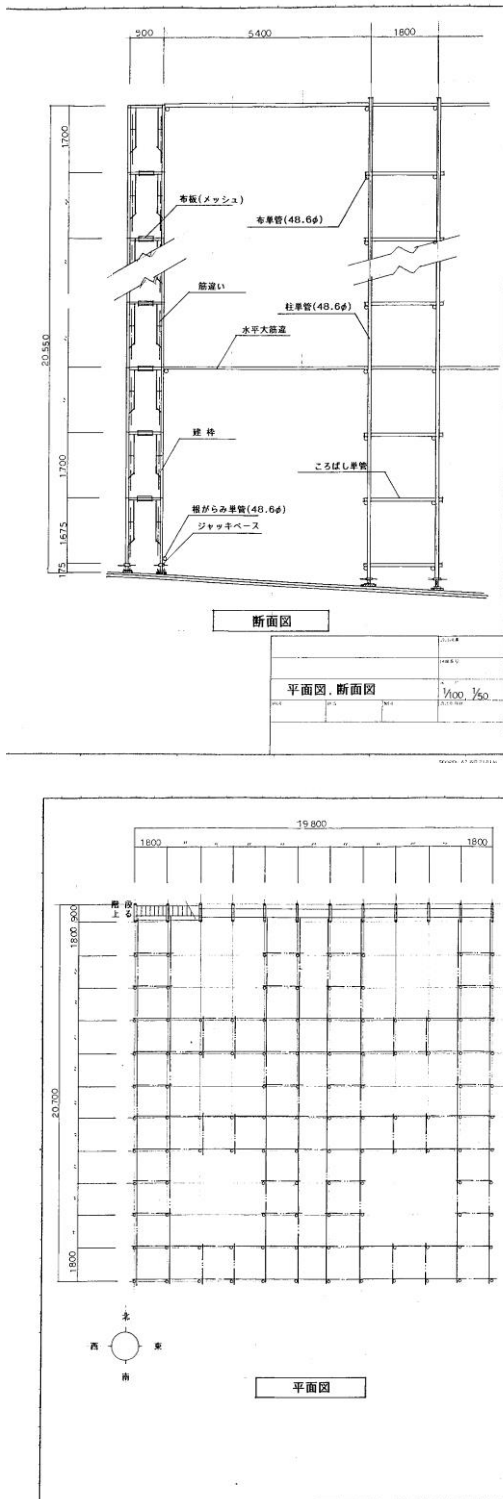 900 5400 1800
1700
布板(メッシュ)
布単管(48.6φ)
筋違い
柱単管(48.6φ)
水平大筋違
20 550
建 枠
1700
ころばし単管
根がらみ単管(48.6φ)
1675
ジャッキベース
175
断面図
平面図. 断面図
1/100, 1/50
19 800
1800 1800
階段
上る
900
1800
20 700
1800
北
西 東
南
平面図